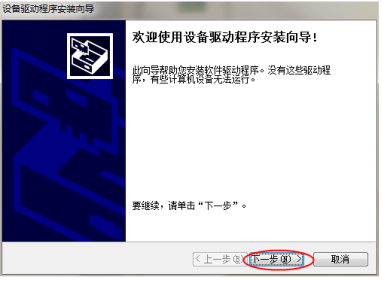 设备驱动程序安装向导
欢迎使用设备驱动程序安装向导!
此向导帮助您安装软件驱动程序。没有这些驱动程
序,有些计算机设备无法运行。
要继续,请单击“下一步”。
<上一步(B) 下一步(N) > 取消